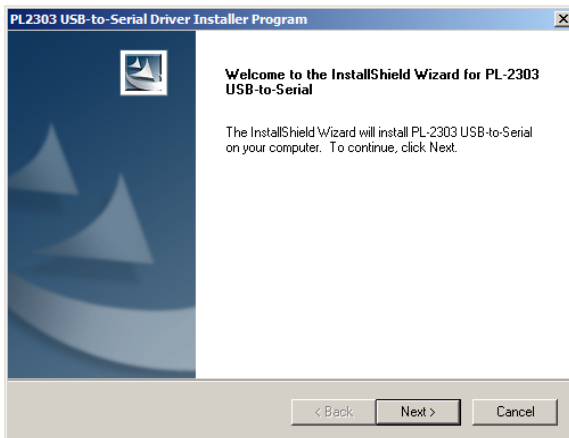 PL2303 USB-to-Serial Driver Installer Program
Welcome to the InstallShield Wizard for PL-2303
USB-to-Serial
The InstallShield Wizard will install PL-2303 USB-to-Serial
on your computer. To continue, click Next.
< Back Next > Cancel